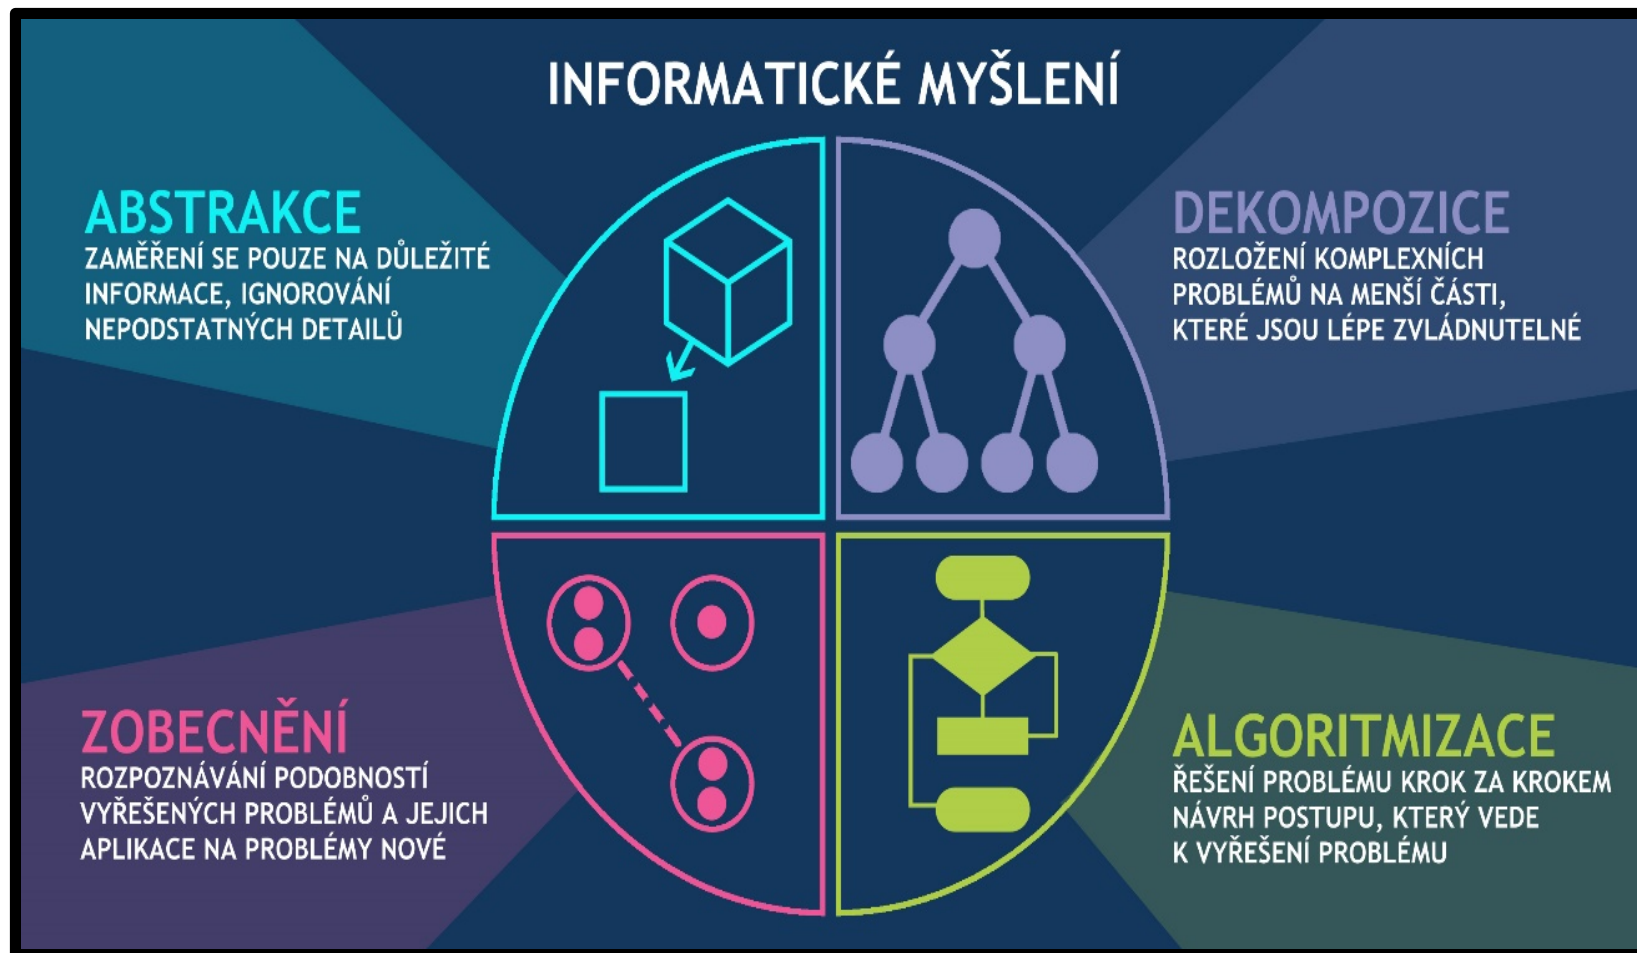 INFORMATICKÉ MYŠLENÍ
ABSTRAKCE
ZAMĚŘENÍ SE POUZE NA DŮLEŽITÉ
INFORMACE, IGNOROVÁNÍ
NEPODSTATNÝCH DETAILŮ
DEKOMPOZICE
ROZLOŽENÍ KOMPLEXNÍCH
PROBLÉMŮ NA MENŠÍ ČÁSTI,
KTERÉ JSOU LÉPE ZVLÁDNUTELNÉ
ZOBECNĚNÍ
ROZPOZNÁVÁNÍ PODOBNOSTÍ
VYŘEŠENÝCH PROBLÉMŮ A JEJICH
APLIKACE NA PROBLÉMY NOVÉ
ALGORITMIZACE
ŘEŠENÍ PROBLÉMU KROK ZA KROKEM
NÁVRH POSTUPU, KTERÝ VEDE
K VYŘEŠENÍ PROBLÉMU